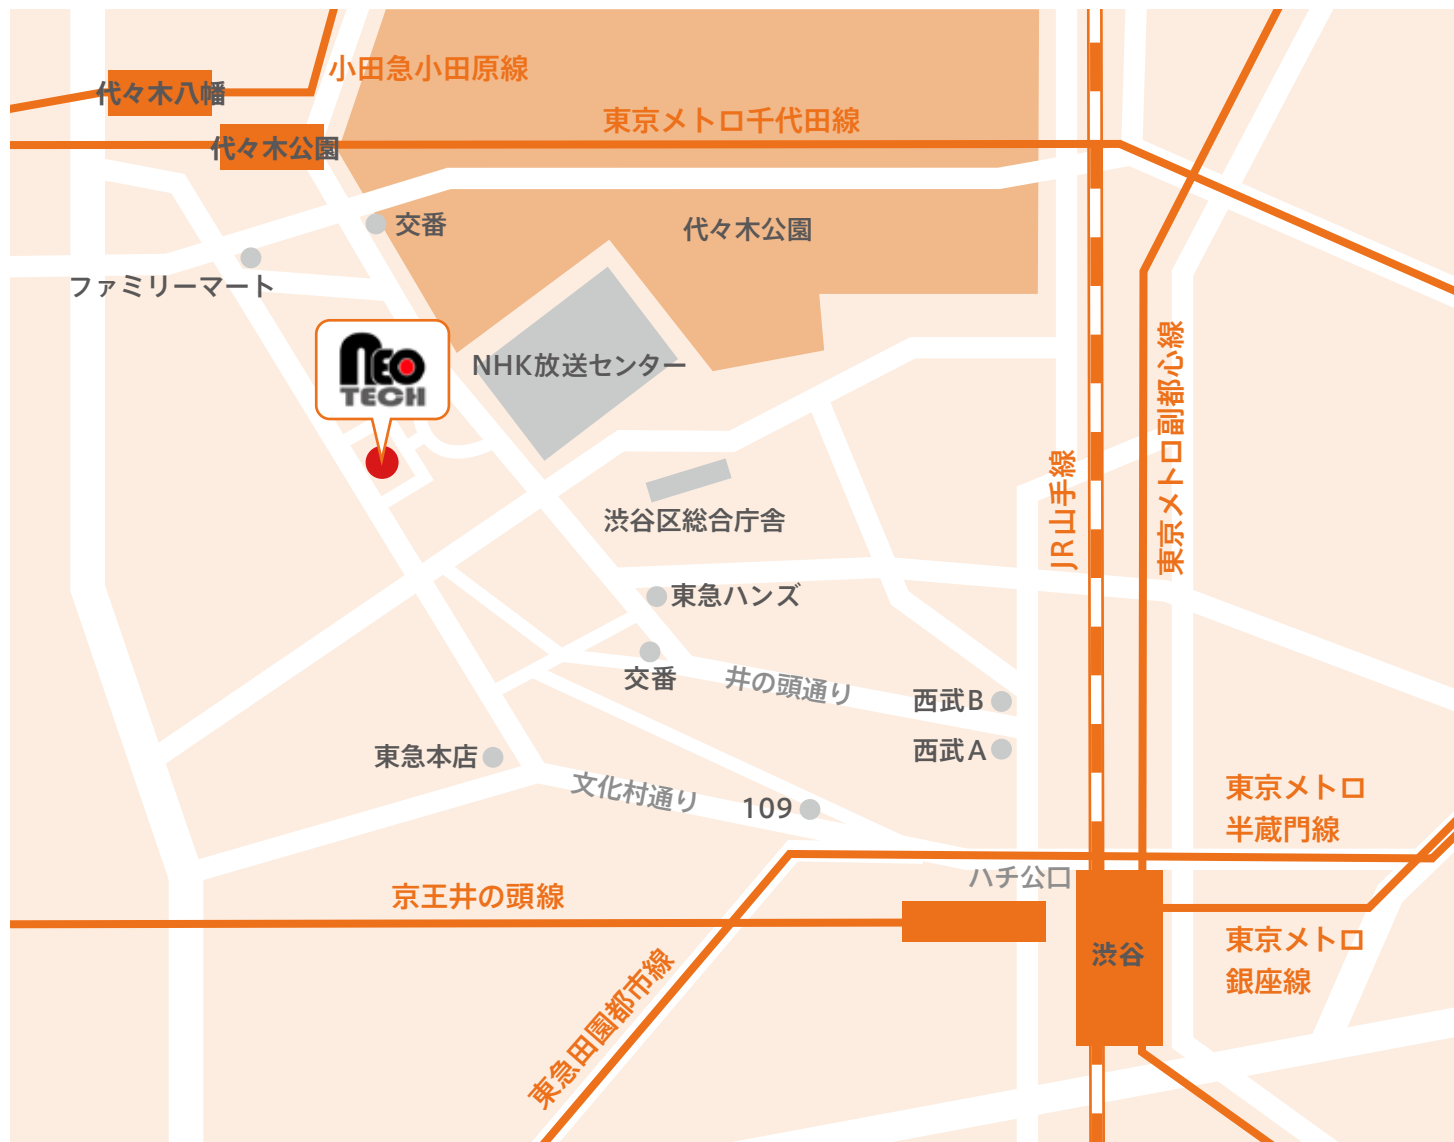 小田急小田原線
代々木八幡
東京メトロ千代田線
代々木公園
交番
代々木公園
ファミリーマート
NEO
TECH
NHK放送センター
東京メトロ副都心線
JR山手線
渋谷区総合庁舎
東急ハンズ
交番
井の頭通り
西武B
西武A
東急本店
文化村通り
109
東京メトロ
半蔵門線
ハチ公口
京王井の頭線
東京メトロ
銀座線
渋谷
東急田園都市線